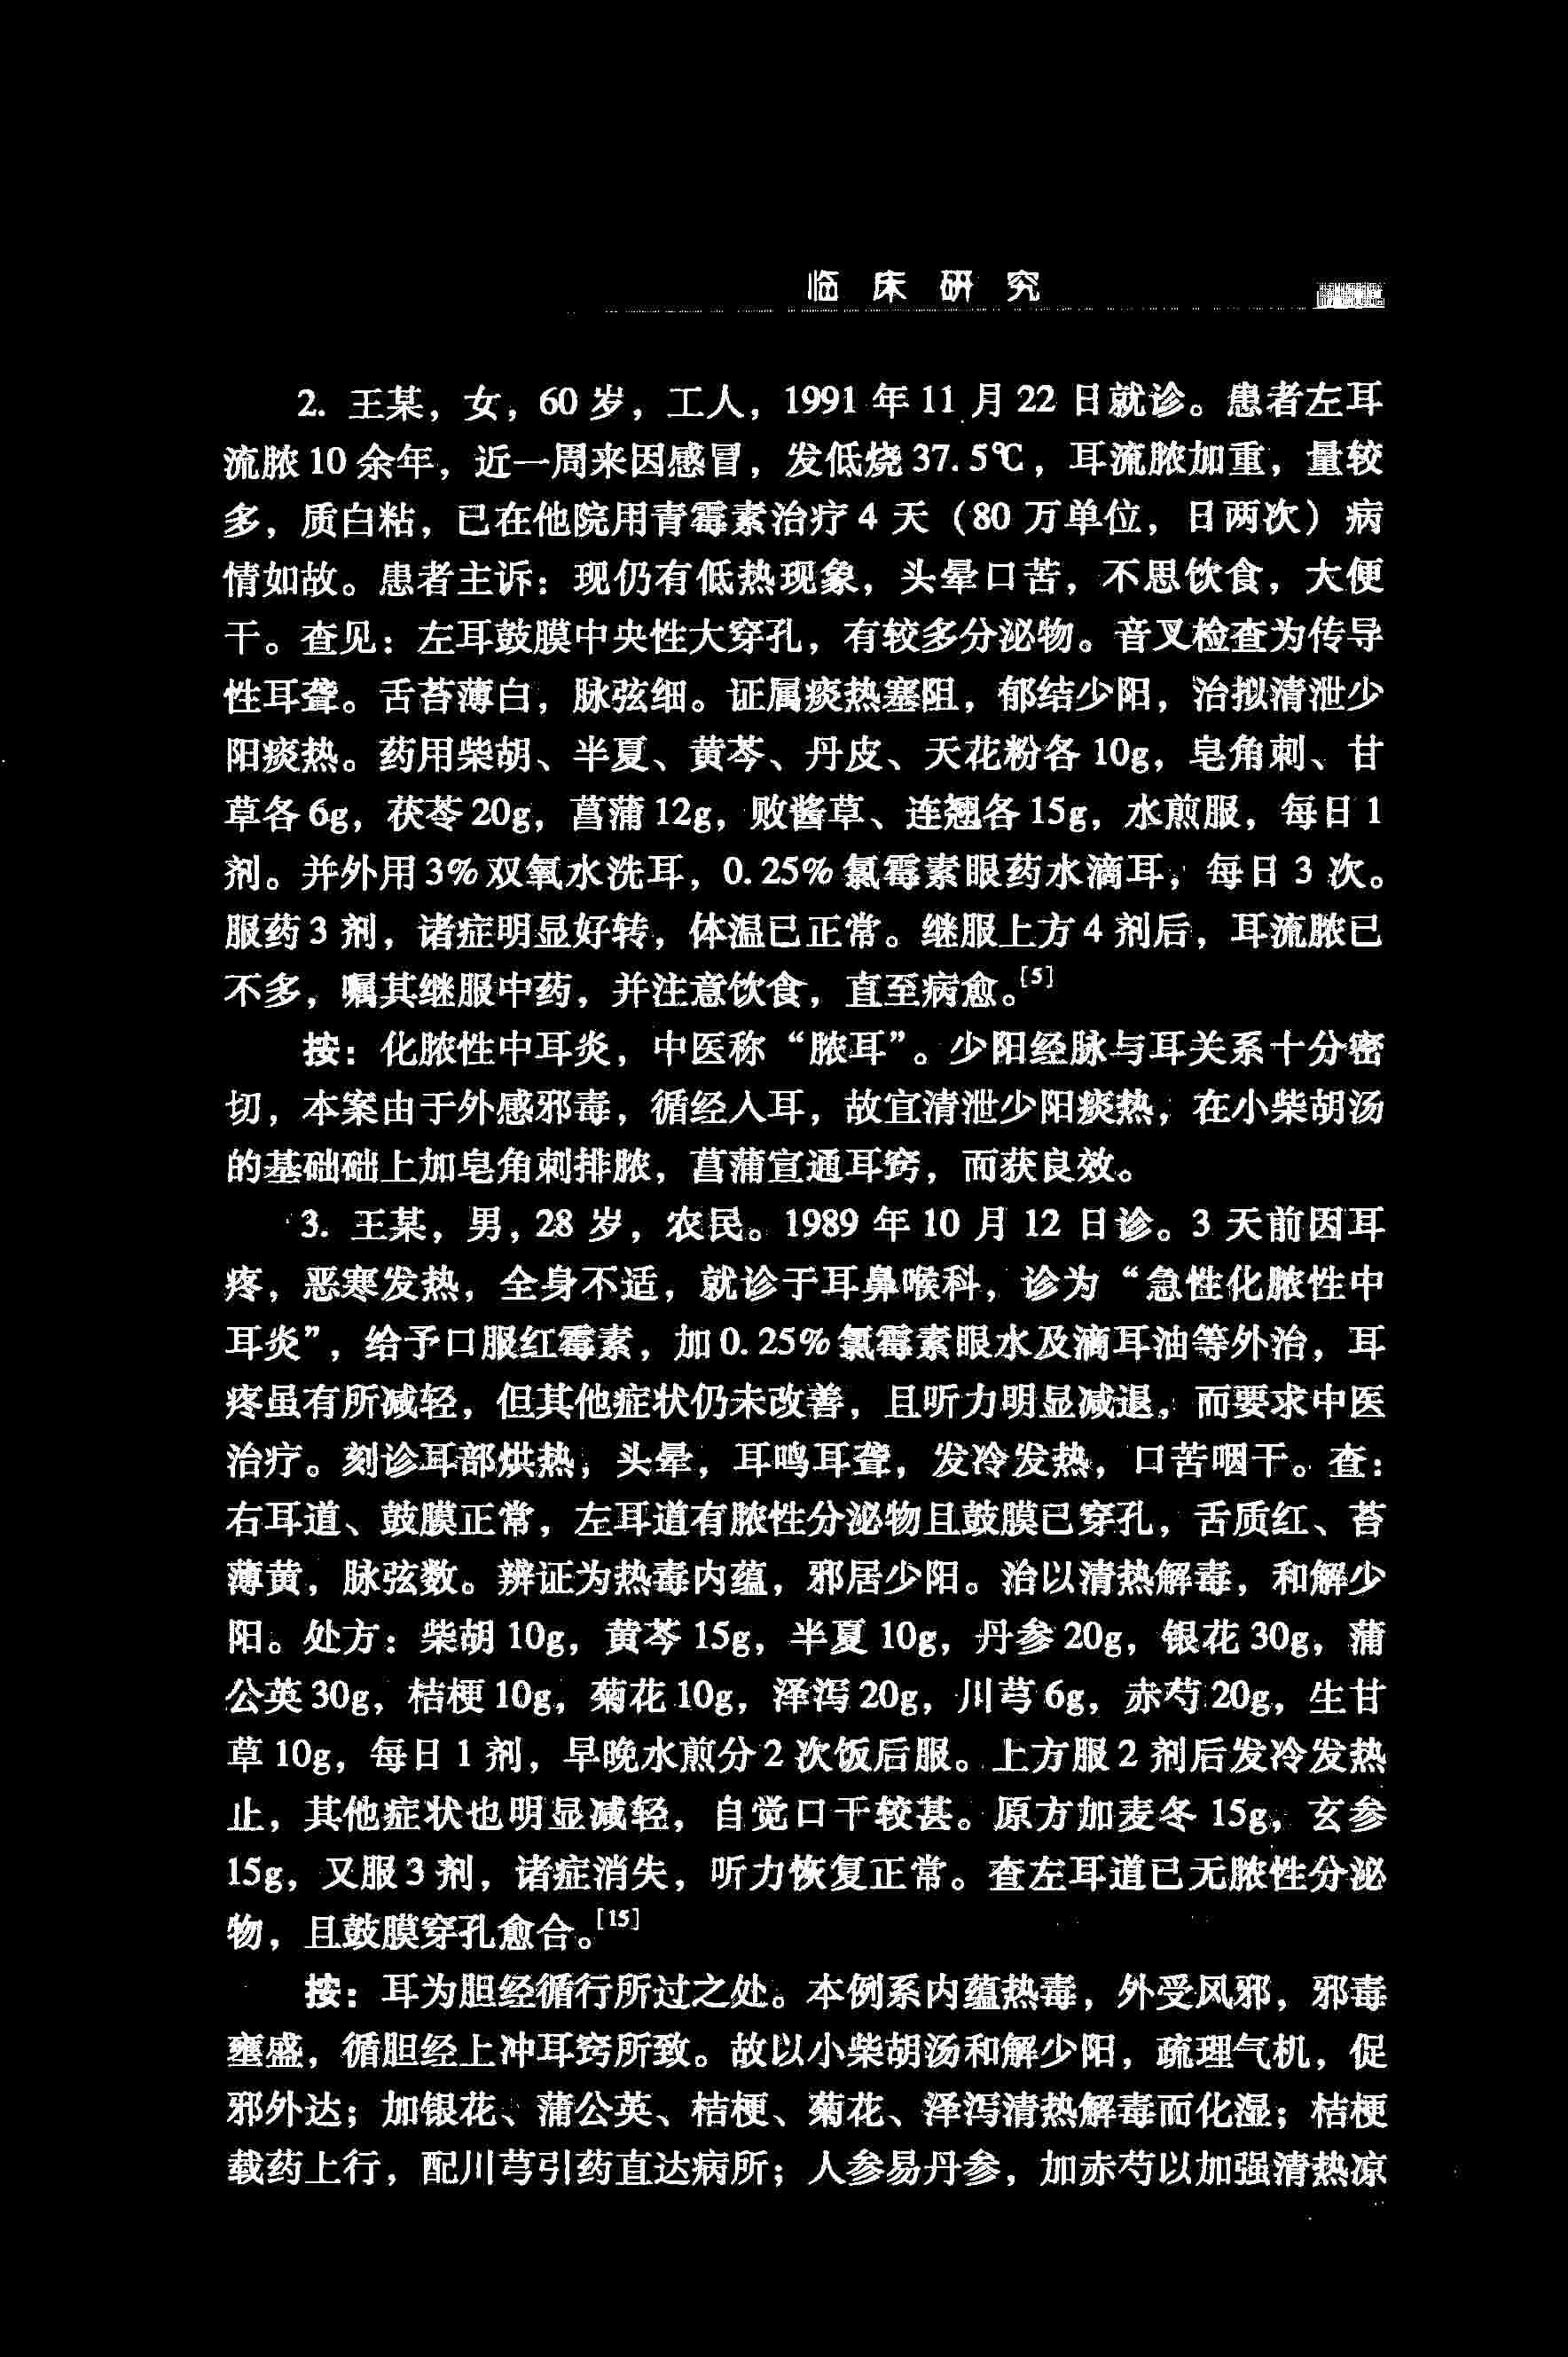 临床研究
2. 王某，女，60岁，工人，1991年11月22日就诊。患者左耳
流脓10余年，近一周来因感冒，发低烧37.5℃，耳流脓加重，量较
多，质白粘，已在他院用青霉素治疗4天（80万单位，日两次）病
情如故。患者主诉：现仍有低热现象，头晕口苦，不思饮食，大便
干。查见：左耳鼓膜中央性大穿孔，有较多分泌物。音叉检查为传导
性耳聋。舌苔薄白，脉弦细。证属痰热塞阻，郁结少阳，治拟清泄少
阳痰热。药用柴胡、半夏、黄芩、丹皮、天花粉各10g，皂角刺、甘
草各6g，茯苓20g，菖蒲12g，败酱草、连翘各15g，水煎服，每日1
剂。并外用3%双氧水洗耳，0.25%氯霉素眼药水滴耳，每日3次。
服药3剂，诸症明显好转，体温已正常。继服上方4剂后，耳流脓已
不多，嘱其继服中药，并注意饮食，直至病愈。[5]
按：化脓性中耳炎，中医称“脓耳”。少阳经脉与耳关系十分密
切，本案由于外感邪毒，循经入耳，故宜清泄少阳痰热，在小柴胡汤
的基础础上加皂角刺排脓，菖蒲宣通耳窍，而获良效。
3. 王某，男，28岁，农民。1989年10月12日诊。3天前因耳
疼，恶寒发热，全身不适，就诊于耳鼻喉科，诊为“急性化脓性中
耳炎”，给予口服红霉素，加0.25%氯霉素眼水及滴耳油等外治，耳
疼虽有所减轻，但其他症状仍未改善，且听力明显减退，而要求中医
治疗。刻诊耳部烘热，头晕，耳鸣耳聋，发冷发热，口苦咽干。查：
右耳道、鼓膜正常，左耳道有脓性分泌物且鼓膜已穿孔，舌质红、苔
薄黄，脉弦数。辨证为热毒内蕴，邪居少阳。治以清热解毒，和解少
阳。处方：柴胡10g，黄芩15g，半夏10g，丹参20g，银花30g，蒲
公英30g，桔梗10g，菊花10g，泽泻20g，川芎6g，赤芍20g，生甘
草10g，每日1剂，早晚水煎分2次饭后服。上方服2剂后发冷发热
止，其他症状也明显减轻，自觉口干较甚。原方加麦冬15g，玄参
15g，又服3剂，诸症消失，听力恢复正常。查左耳道已无脓性分泌
物，且鼓膜穿孔愈合。[15]
按：耳为胆经循行所过之处。本例系内蕴热毒，外受风邪，邪毒
壅盛，循胆经上冲耳窍所致。故以小柴胡汤和解少阳，疏理气机，促
邪外达；加银花、蒲公英、桔梗、菊花、泽泻清热解毒而化湿；桔梗
载药上行，配川芎引药直达病所；人参易丹参，加赤芍以加强清热凉